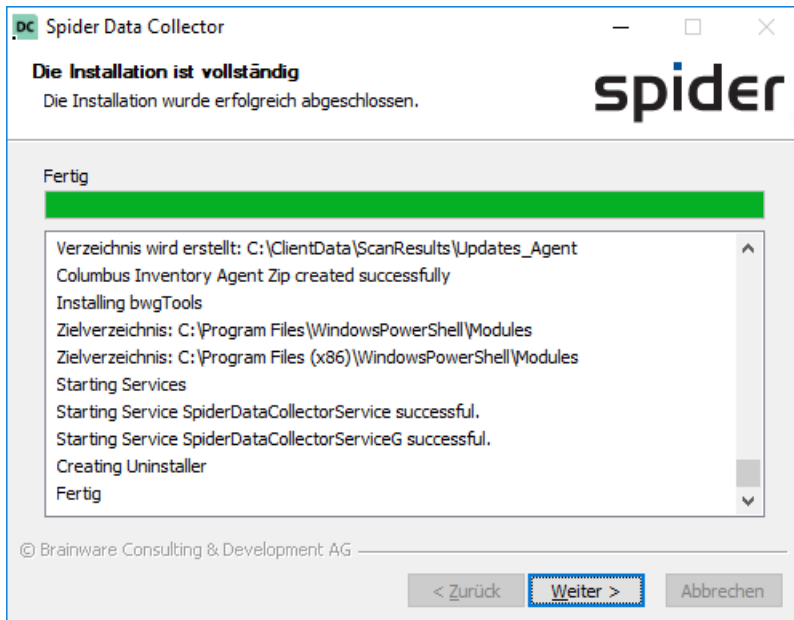 DC Spider Data Collector
Die Installation ist vollständig
Die Installation wurde erfolgreich abgeschlossen.
spider
Fertig
Verzeichnis wird erstellt: C:\ClientData\ScanResults\Updates_Agent
Columbus Inventory Agent Zip created successfully
Installing bwgTools
Zielverzeichnis: C:\Program Files\WindowsPowerShell\Modules
Zielverzeichnis: C:\Program Files (x86)\WindowsPowerShell\Modules
Starting Services
Starting Service SpiderDataCollectorService successful.
Starting Service SpiderDataCollectorServiceG successful.
Creating Uninstaller
Fertig
© Brainware Consulting & Development AG
< Zurück Weiter > Abbrechen